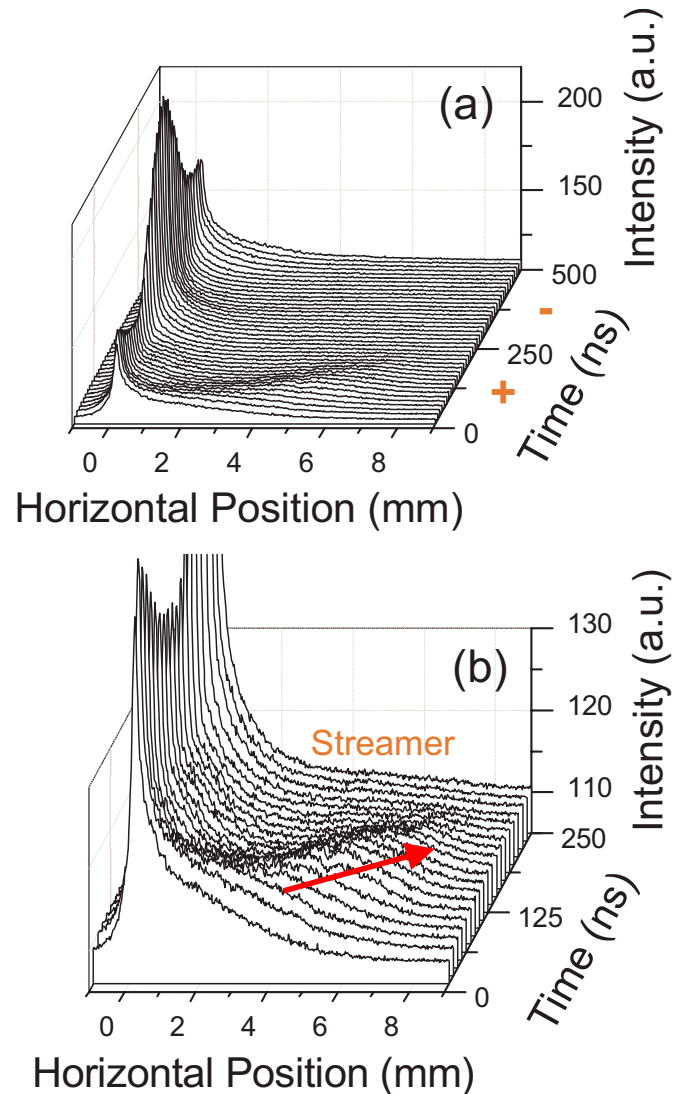 (a)
200
150
Intensity (a.u.)
500
-
250
+
0
Time (ns)
0 2 4 6 8
Horizontal Position (mm)
130
(b)
120
Streamer
110
Intensity (a.u.)
250
125
0
Time (ns)
0 2 4 6 8
Horizontal Position (mm)